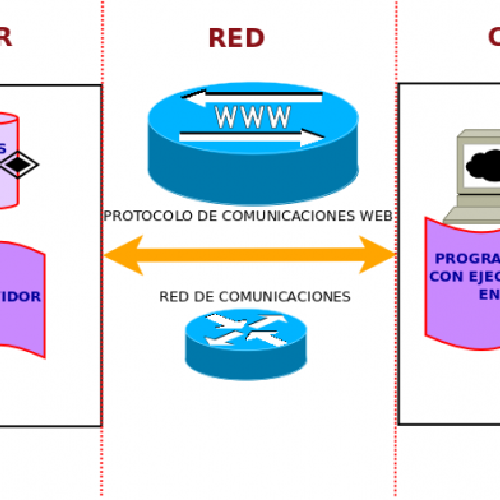 R
RED
C
WWW
S
PROTOCOLO DE COMUNICACIONES WEB
PROGRA
CON EJEC
EN
IDOR
RED DE COMUNICACIONES